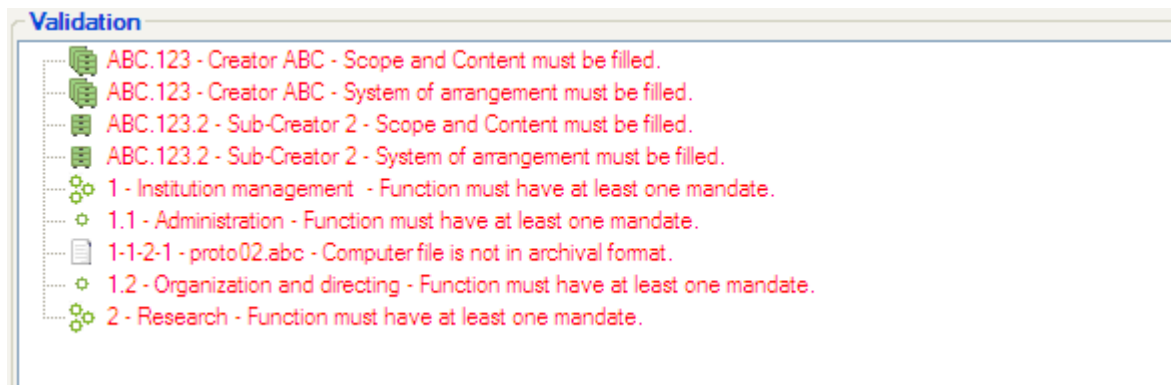 Validation
ABC.123 - Creator ABC - Scope and Content must be filled.
ABC.123 - Creator ABC - System of arrangement must be filled.
ABC.123.2 - Sub-Creator 2 - Scope and Content must be filled.
ABC.123.2 - Sub-Creator 2 - System of arrangement must be filled.
1 - Institution management - Function must have at least one mandate.
1.1 - Administration - Function must have at least one mandate.
1-1-2-1 - proto02.abc - Computer file is not in archival format.
1.2 - Organization and directing - Function must have at least one mandate.
2 - Research - Function must have at least one mandate.